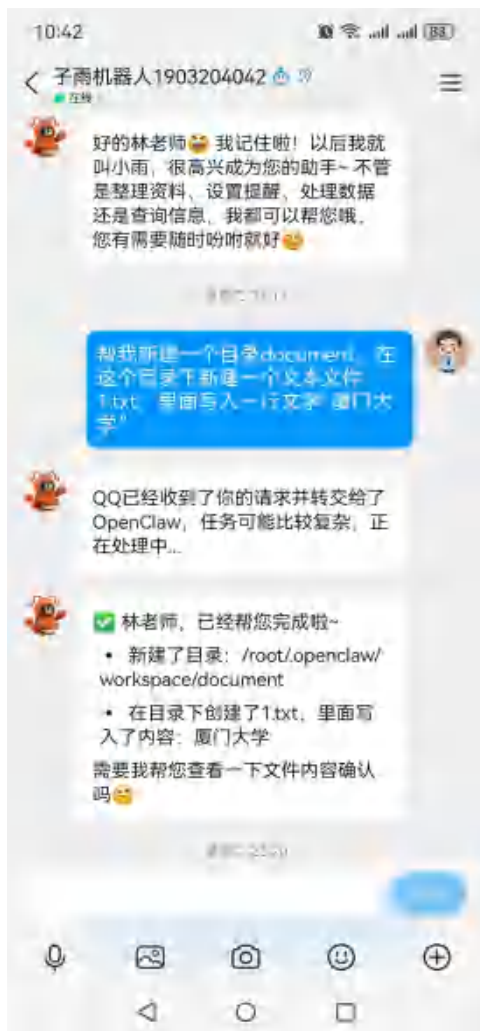 10:42
子雨机器人1903204042
在线
好的林老师😄 我记住啦！以后我就
叫小雨，很高兴成为您的助手~ 不管
是整理资料、设置提醒、处理数据
还是查询信息，我都可以帮您哦，
您有需要随时吩咐就好😊
帮我新建一个目录document，在
这个目录下新建一个文本文件
1.txt，里面写入一行文字“厦门大
学”
QQ已经收到了你的请求并转交给了
OpenClaw，任务可能比较复杂，正
在处理中...
✅ 林老师，已经帮您完成啦~
• 新建了目录：/root/.openclaw/
workspace/document
• 在目录下创建了1.txt，里面写
入了内容：厦门大学
需要我帮您查看一下文件内容确认
吗😊